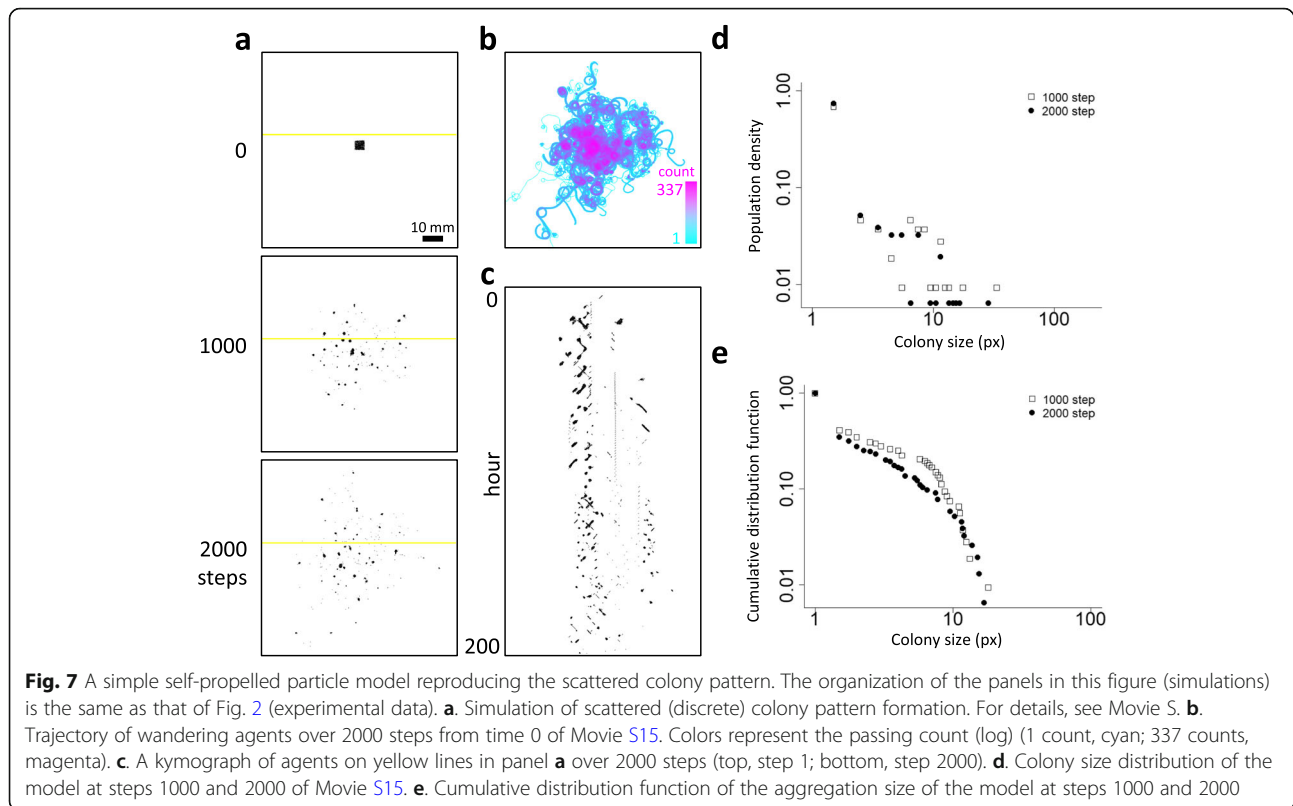 a
0
10 mm
1000
2000
steps
b
count
337
1
c
0
hour
200
d
Population density
1.00
0.10
0.01
1000 step
2000 step
1
10
100
Colony size (px)
e
Cumulative distribution function
1.00
0.10
0.01
1000 step
2000 step
1
10
100
Colony size (px)
Fig. 7 A simple self-propelled particle model reproducing the scattered colony pattern. The organization of the panels in this figure (simulations)
is the same as that of Fig. 2 (experimental data). a. Simulation of scattered (discrete) colony pattern formation. For details, see Movie S. b.
Trajectory of wandering agents over 2000 steps from time 0 of Movie S15. Colors represent the passing count (log) (1 count, cyan; 337 counts,
magenta). c. A kymograph of agents on yellow lines in panel a over 2000 steps (top, step 1; bottom, step 2000). d. Colony size distribution of the
model at steps 1000 and 2000 of Movie S15. e. Cumulative distribution function of the aggregation size of the model at steps 1000 and 2000